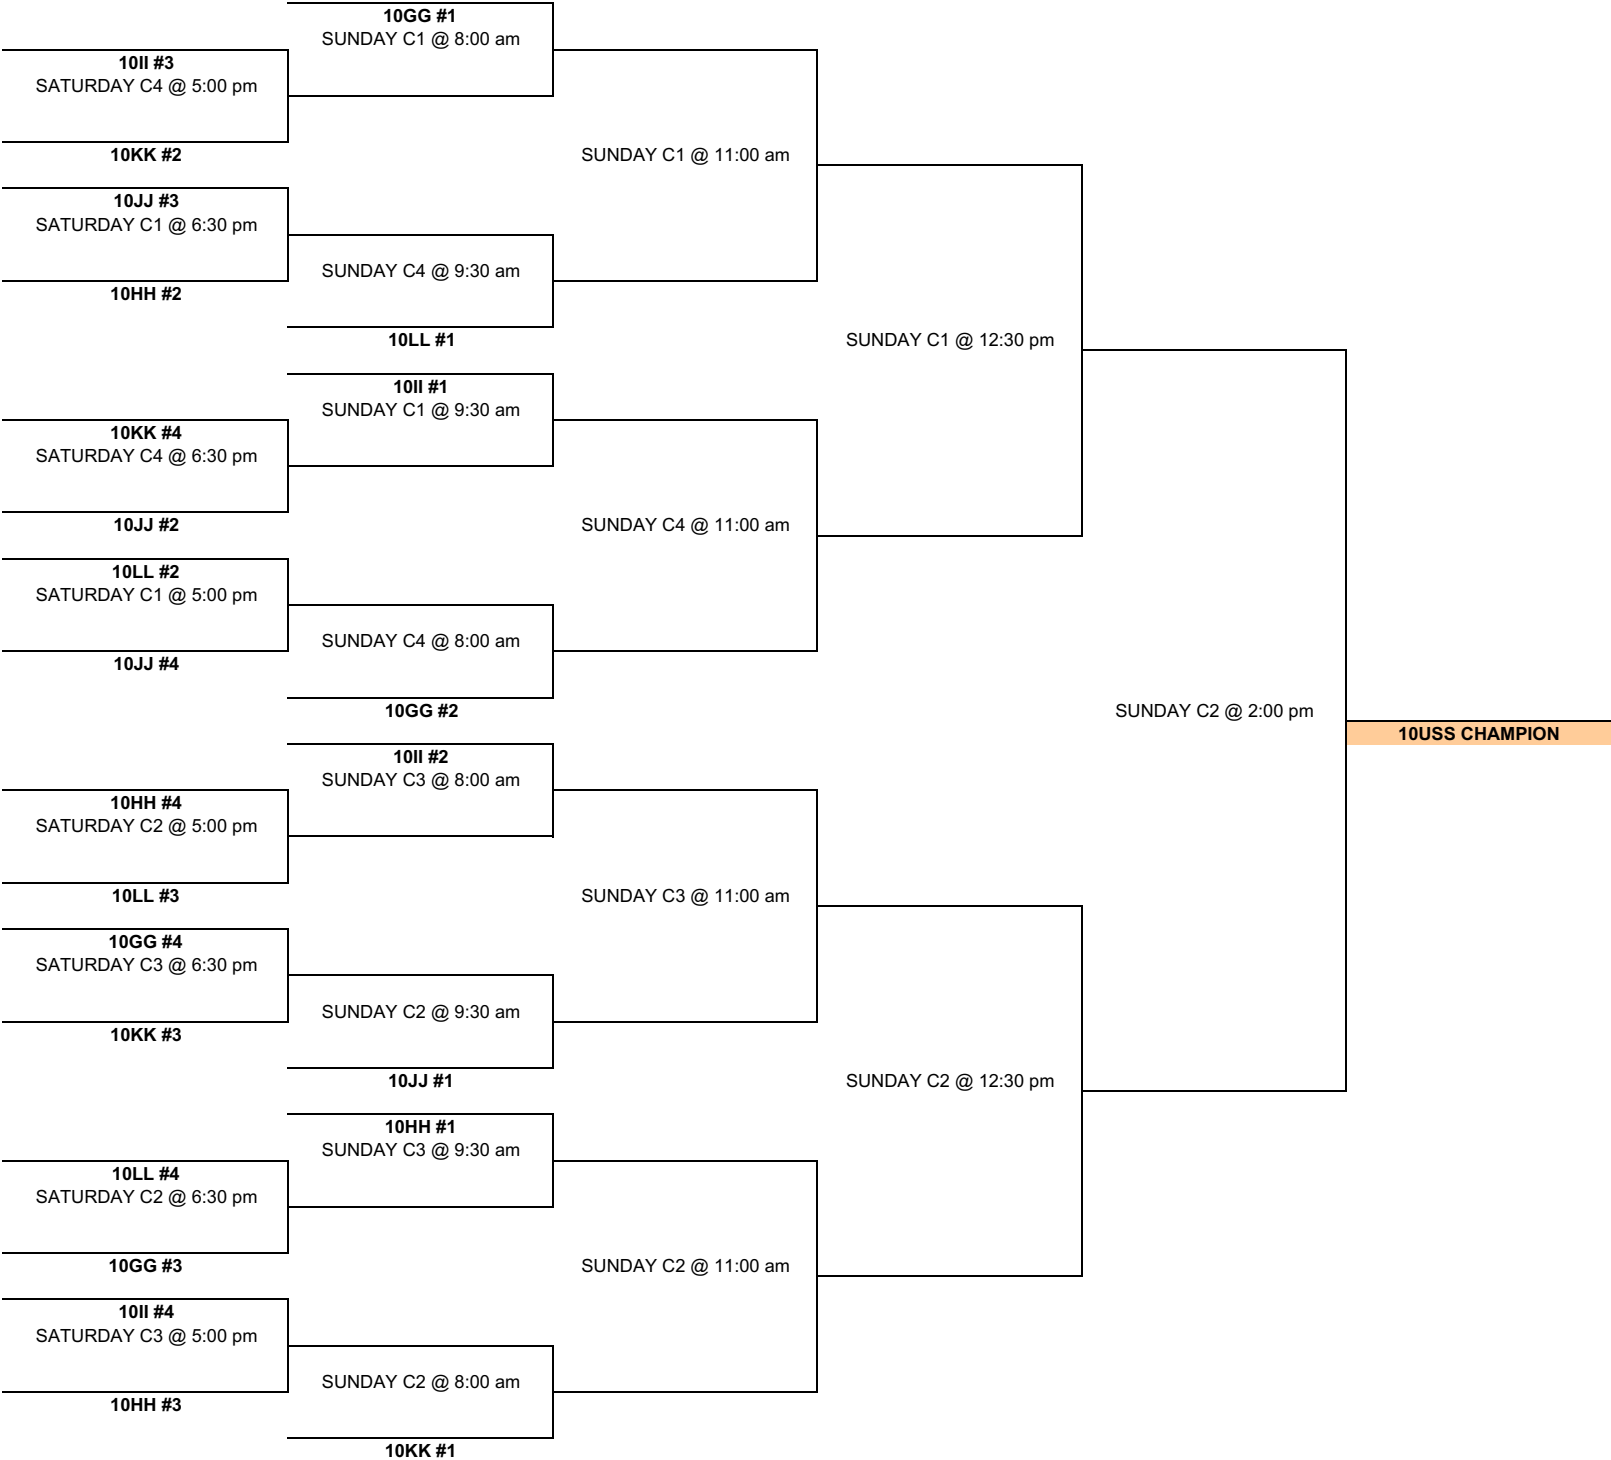 10GG #1
SUNDAY C1 @ 8:00 am
10II #3
SATURDAY C4 @ 5:00 pm
10KK #2
SUNDAY C1 @ 11:00 am
10JJ #3
SATURDAY C1 @ 6:30 pm
SUNDAY C4 @ 9:30 am
10HH #2
10LL #1
SUNDAY C1 @ 12:30 pm
10II #1
SUNDAY C1 @ 9:30 am
10KK #4
SATURDAY C4 @ 6:30 pm
10JJ #2
SUNDAY C4 @ 11:00 am
10LL #2
SATURDAY C1 @ 5:00 pm
SUNDAY C4 @ 8:00 am
10JJ #4
10GG #2
SUNDAY C2 @ 2:00 pm
10USS CHAMPION
10II #2
SUNDAY C3 @ 8:00 am
10HH #4
SATURDAY C2 @ 5:00 pm
10LL #3
SUNDAY C3 @ 11:00 am
10GG #4
SATURDAY C3 @ 6:30 pm
SUNDAY C2 @ 9:30 am
10KK #3
10JJ #1
SUNDAY C2 @ 12:30 pm
10HH #1
SUNDAY C3 @ 9:30 am
10LL #4
SATURDAY C2 @ 6:30 pm
10GG #3
SUNDAY C2 @ 11:00 am
10II #4
SATURDAY C3 @ 5:00 pm
SUNDAY C2 @ 8:00 am
10HH #3
10KK #1